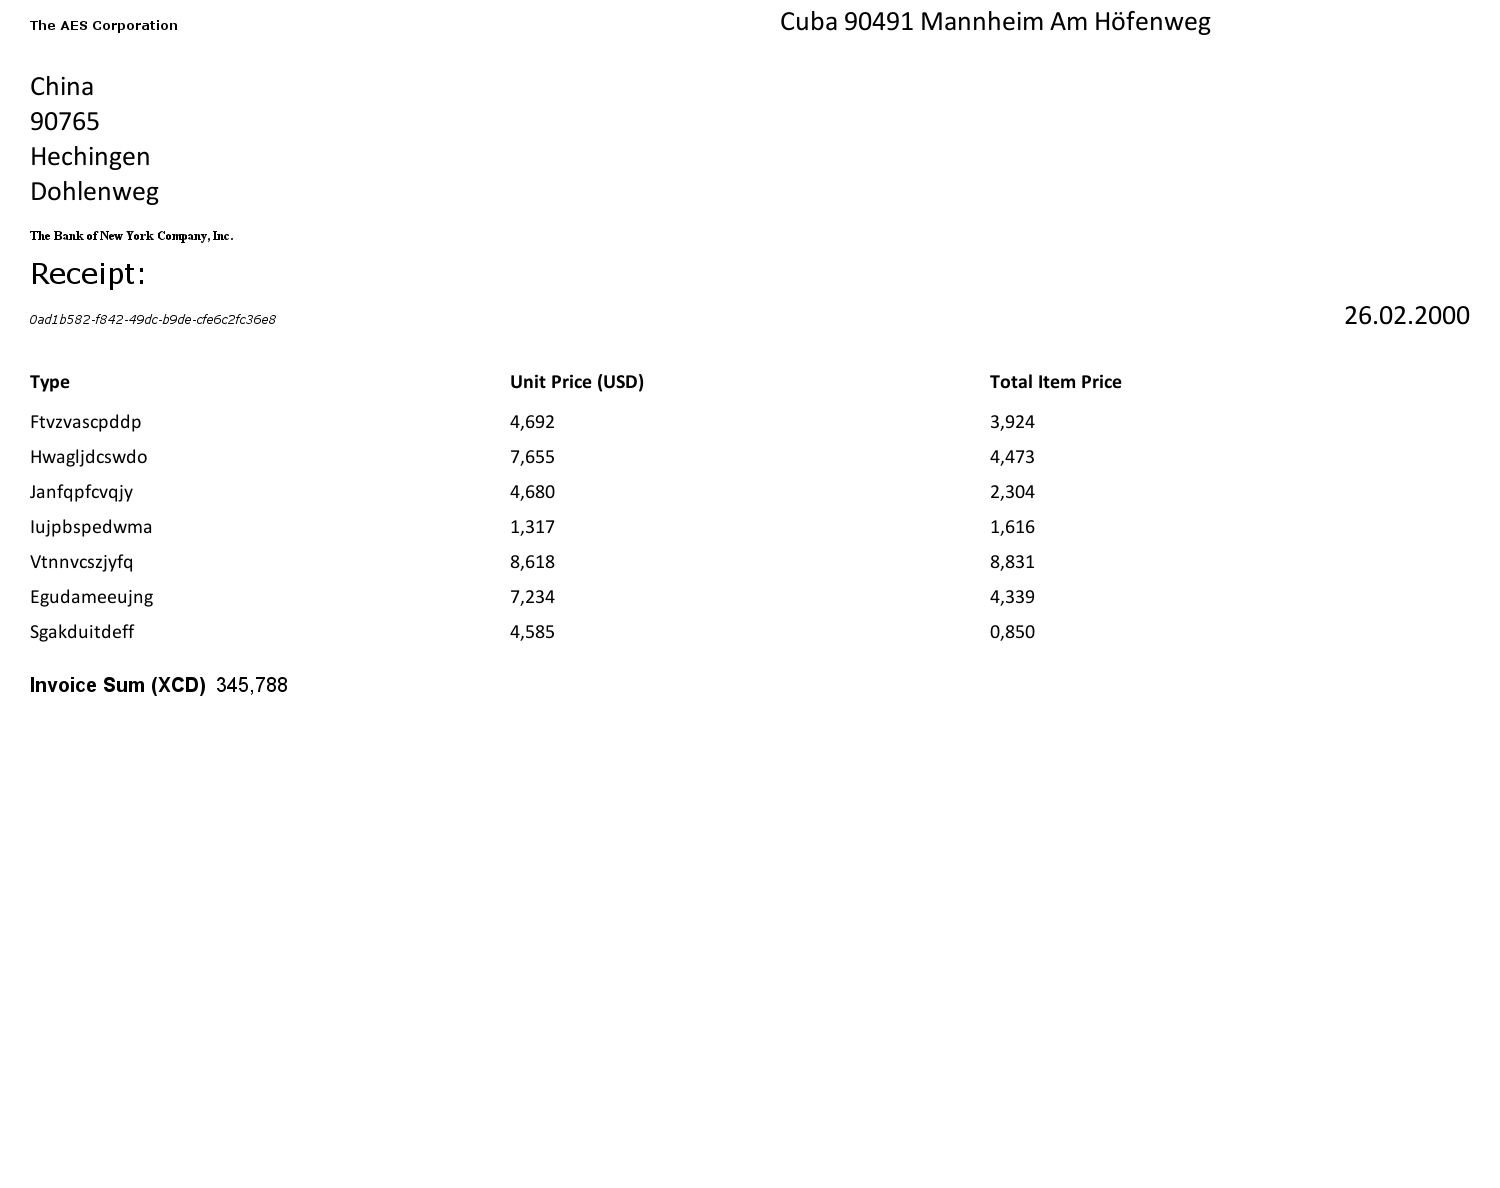 The AES Corporation
Cuba 90491 Mannheim Am Höfenweg
China
90765
Hechingen
Dohlenweg
The Bank of New York Company, Inc.
Receipt:
0ad1b582-f842-49dc-b9de-cfe6c2fc36e8
26.02.2000
Type Unit Price (USD) Total Item Price
Ftvzvascpddp 4,692 3,924
Hwagljdcswdo 7,655 4,473
Janfqpfcvqjy 4,680 2,304
Iujpbspedwma 1,317 1,616
Vtnnvcszjyfq 8,618 8,831
Egudameeujng 7,234 4,339
Sgakduitdeff 4,585 0,850
Invoice Sum (XCD) 345,788